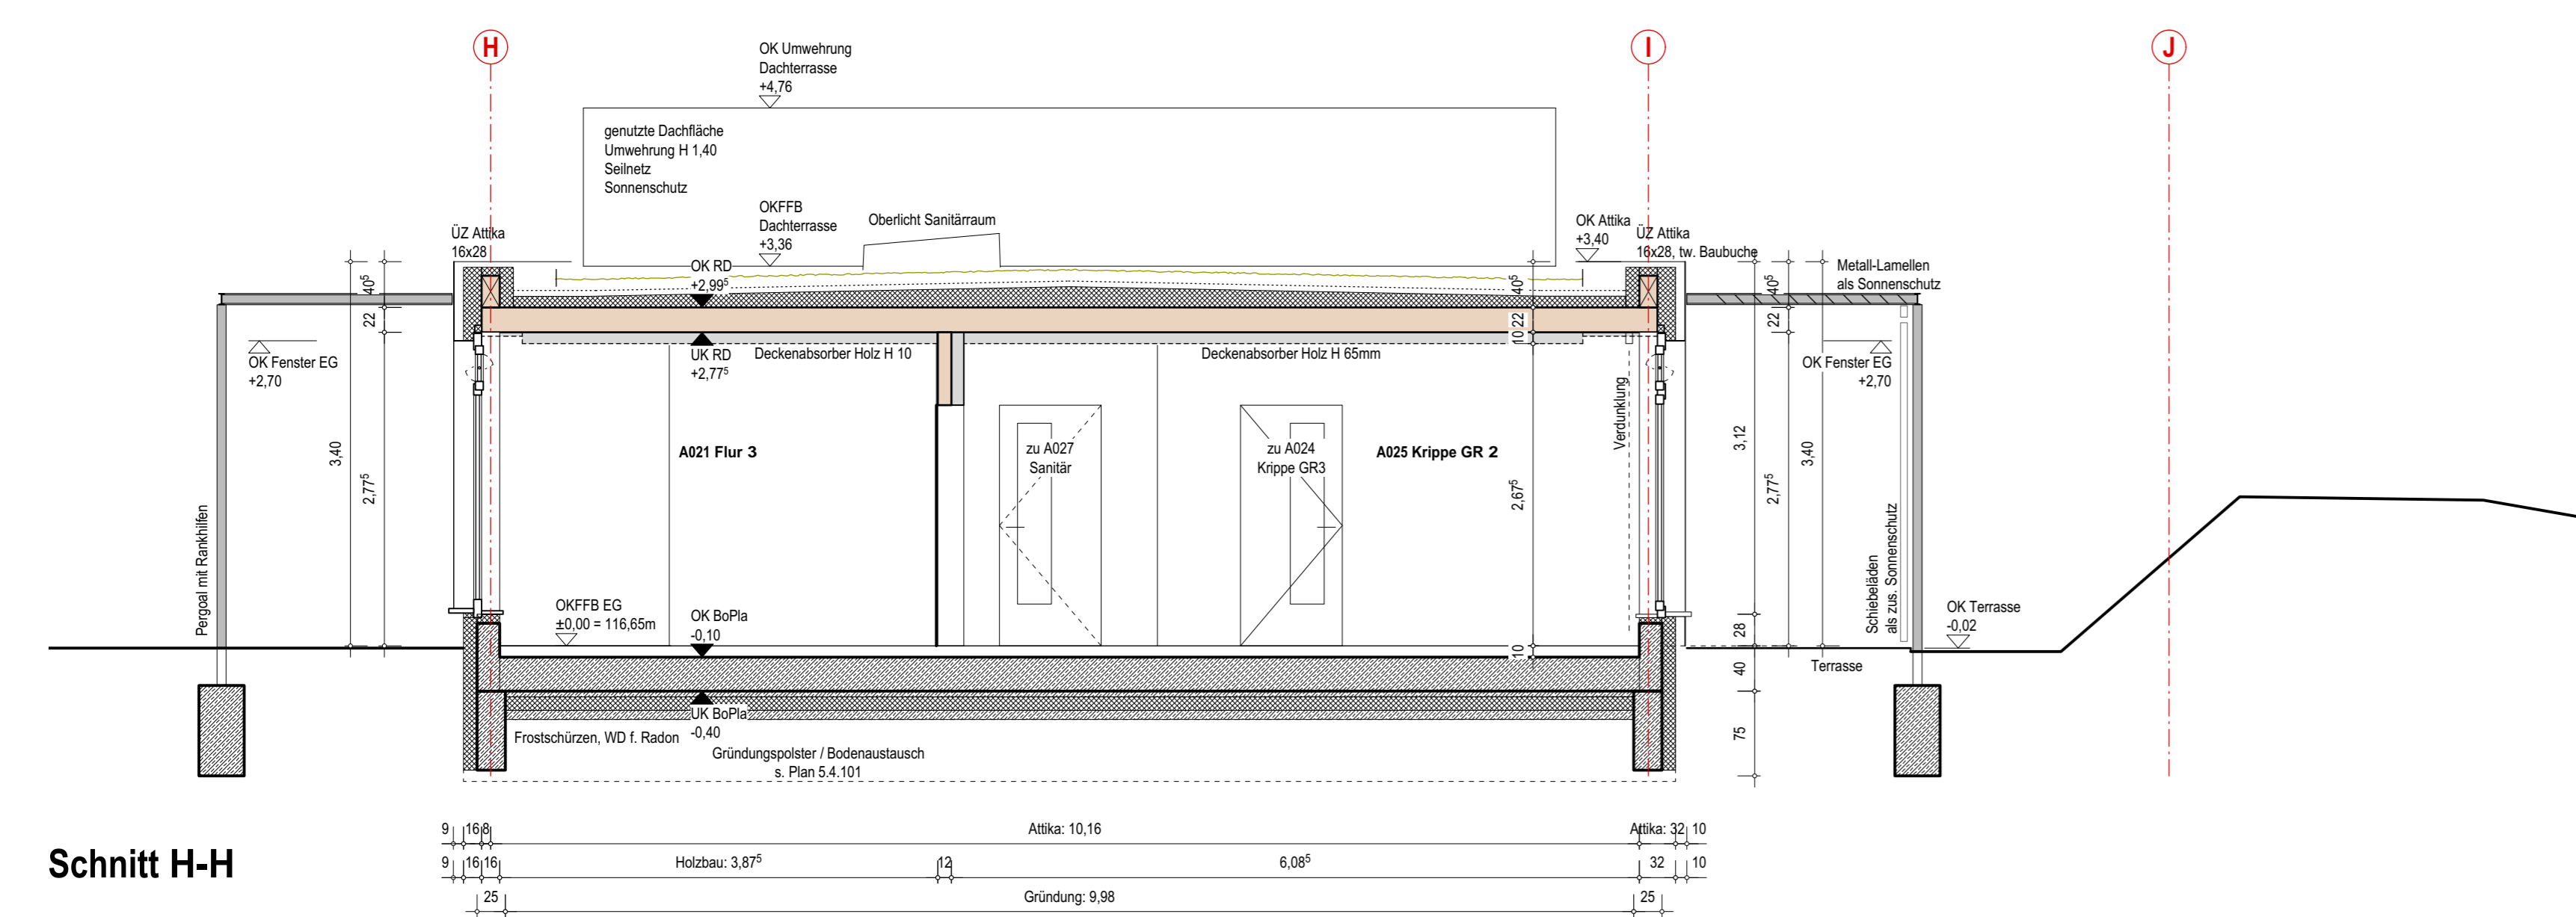 H
I
J
OK Umwehrung
Dachterrasse
+4,76
genutzte Dachfläche
Umwehrung H 1,40
Seilnetz
Sonnenschutz
OKFFB
Dachterrasse
+3,36
Oberlicht Sanitärraum
OK Attika
+3,40
ÜZ Attika
16x28
ÜZ Attika
16x28, tw. Baubuche
OK RD
+2,99⁵
Metall-Lamellen
als Sonnenschutz
40⁵
22
3,40
2,77⁵
OK Fenster EG
+2,70
UK RD
+2,77⁵
Deckenabsorber Holz H 10
Deckenabsorber Holz H 65mm
40⁵
22
10
2,67⁵
10
Verdunklung
40⁵
22
3,12
2,77⁵
3,40
28
40
75
OK Fenster EG
+2,70
A021 Flur 3
zu A027
Sanitär
zu A024
Krippe GR3
A025 Krippe GR 2
Pergoal mit Rankhilfen
Schiebeläden
als zus. Sonnenschutz
OKFFB EG
±0,00 = 116,65m
OK BoPla
-0,10
OK Terrasse
-0,02
Terrasse
UK BoPla
-0,40
Frostschürzen, WD f. Radon
Gründungspolster / Bodenaustausch
s. Plan 5.4.101
Schnitt H-H
9 16 8 Attika: 10,16 Attika: 32 10
9 16 16 Holzbau: 3,87⁵ 12 6,08⁵ 32 10
25 Gründung: 9,98 25